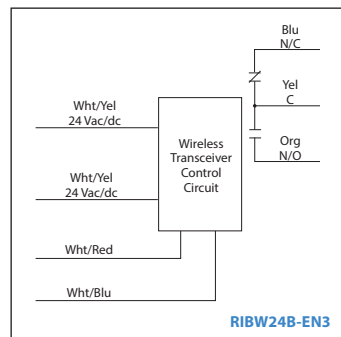 Blu
N/C
Yel
C
Org
N/O
Wht/Yel
24 Vac/dc
Wireless
Transceiver
Control
Circuit
Wht/Yel
24 Vac/dc
Wht/Red
Wht/Blu
RIBW24B-EN3